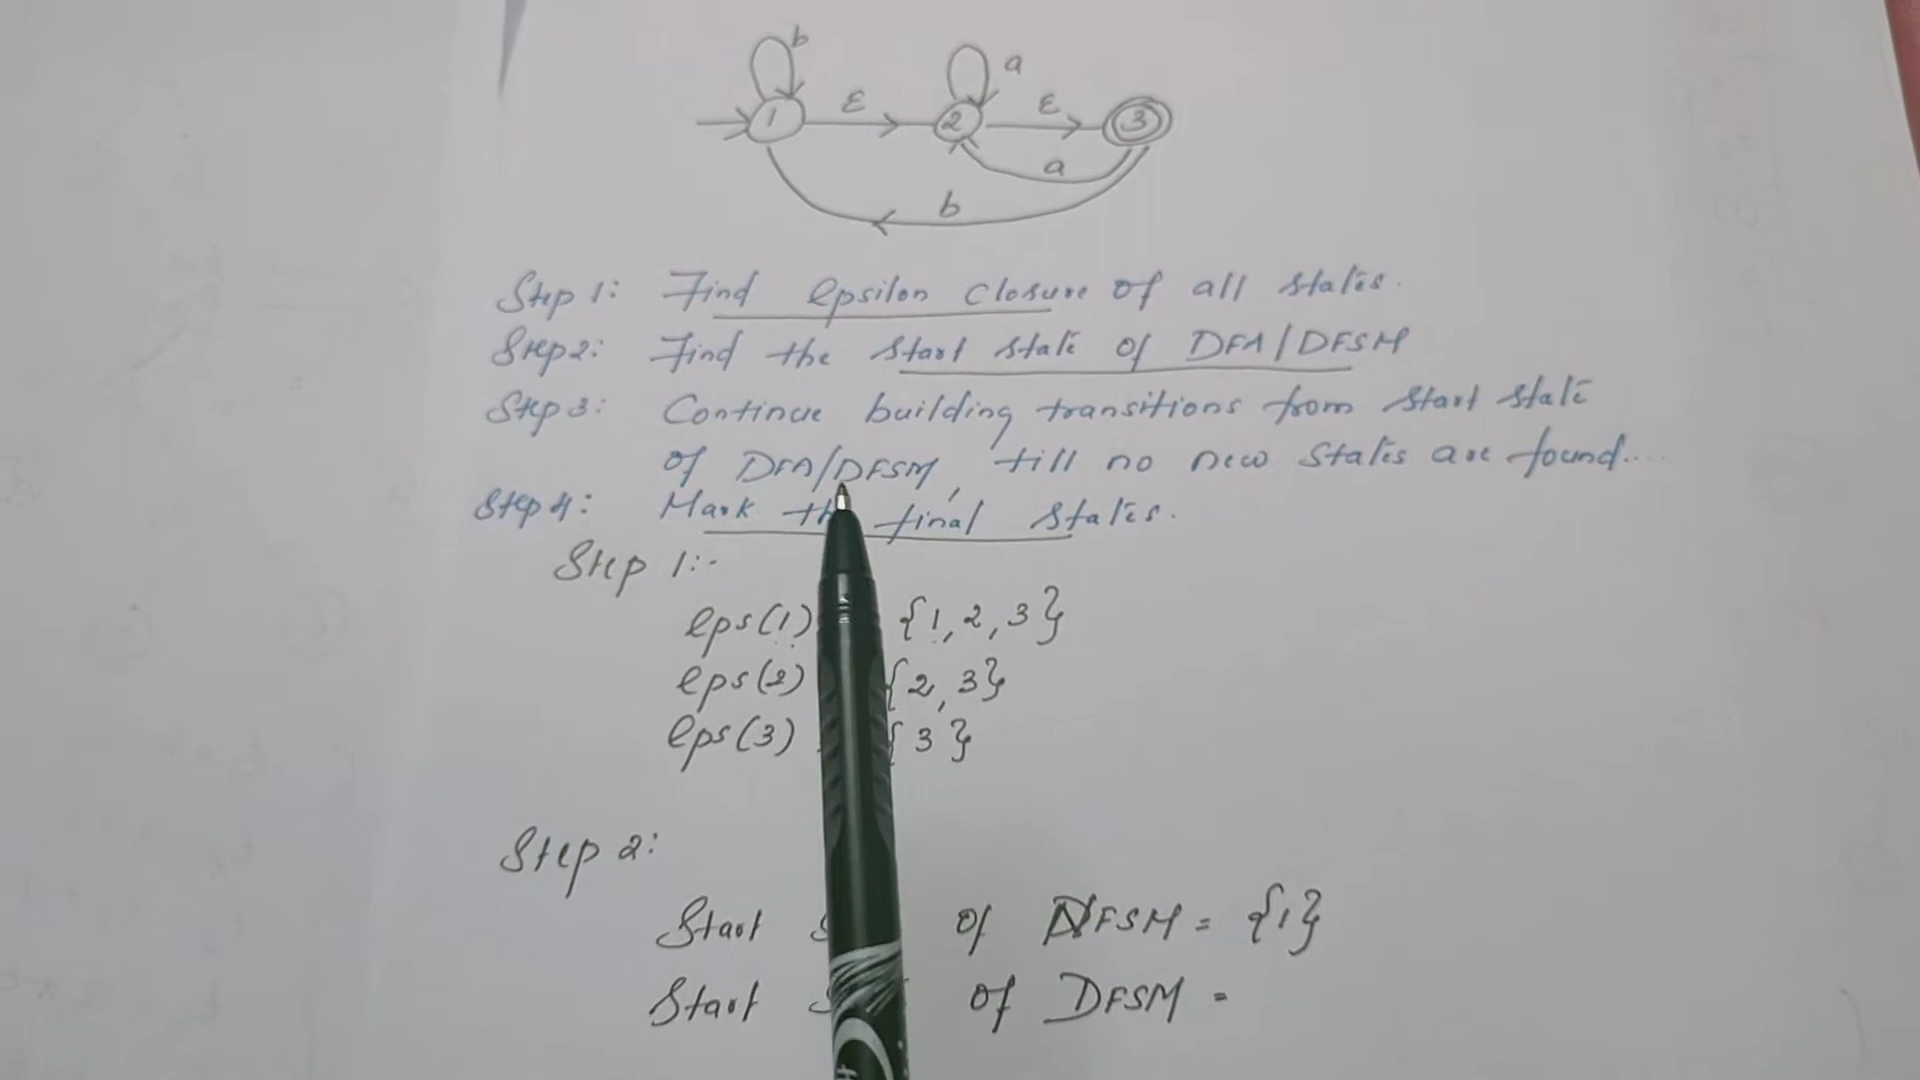 b
a
1 ε 2 ε 3
a
b
Step 1: Find epsilon closure of all states.
Step 2: Find the start state of DFA/DFSM
Step 3: Continue building transitions from start state
of DFA/DFSM, till no new states are found....
Step 4: Mark the final states.
Step 1:-
eps(1) {1, 2, 3}
eps(2) {2, 3}
eps(3) {3}
Step 2:
Start of NFSM = {1}
Start of DFSM =